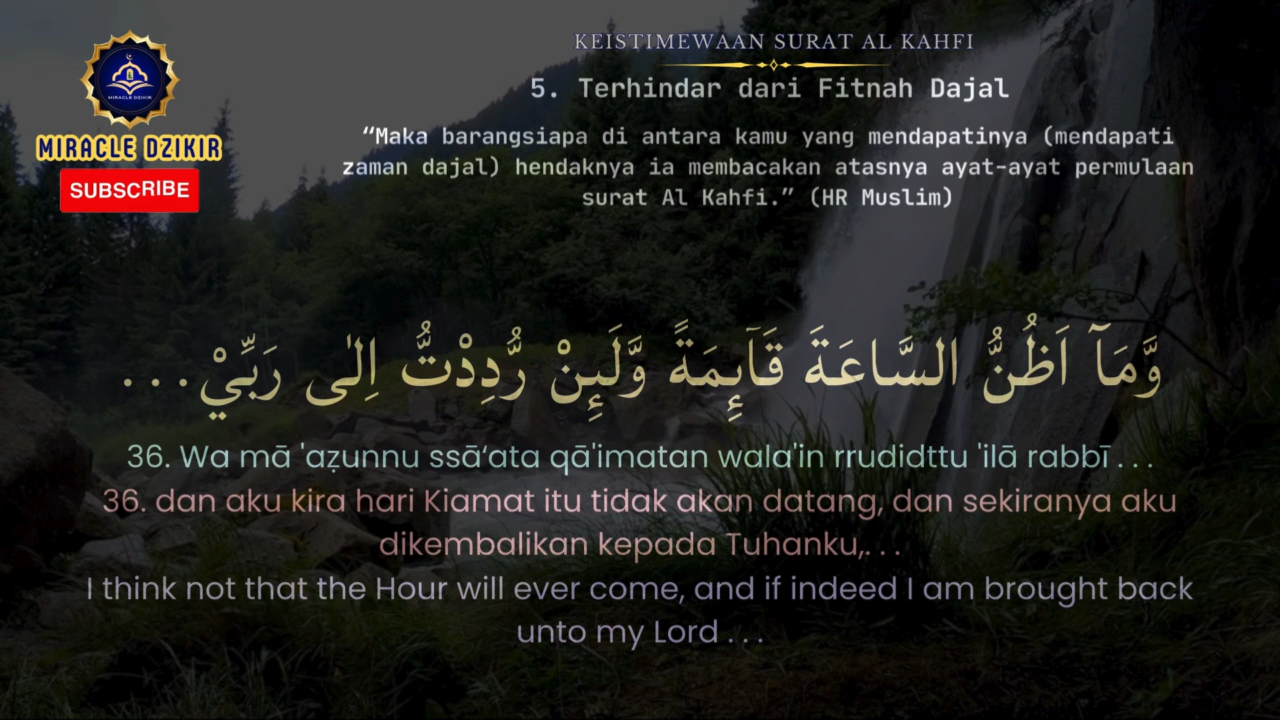 MIRACLE DZIKIR
MIRACLE DZIKIR
SUBSCRIBE
KEISTIMEWAAN SURAT AL KAHFI
5. Terhindar dari Fitnah Dajal
“Maka barangsiapa di antara kamu yang mendapatinya (mendapati
zaman dajal) hendaknya ia membacakan atasnya ayat-ayat permulaan
surat Al Kahfi.” (HR Muslim)
وَّمَآ اَظُنُّ السَّاعَةَ قَاۤىِٕمَةً وَّلَىِٕنْ رُّدِدْتُّ اِلٰى رَبِّيْ...
36. Wa mā 'aẓunnu ssā‘ata qā'imatan wala'in rrudidttu 'ilā rabbī . . .
36. dan aku kira hari Kiamat itu tidak akan datang, dan sekiranya aku
dikembalikan kepada Tuhanku,. . .
I think not that the Hour will ever come, and if indeed I am brought back
unto my Lord . . .